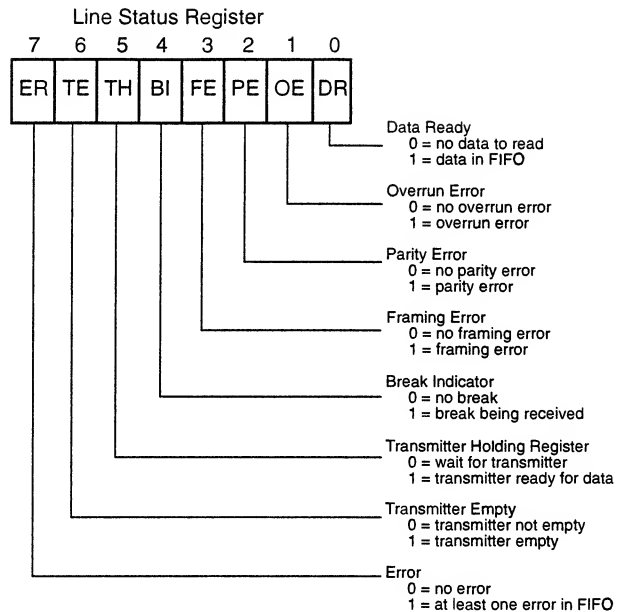 Line Status Register
7 6 5 4 3 2 1 0
ER TE TH BI FE PE OE DR
Data Ready
0 = no data to read
1 = data in FIFO
Overrun Error
0 = no overrun error
1 = overrun error
Parity Error
0 = no parity error
1 = parity error
Framing Error
0 = no framing error
1 = framing error
Break Indicator
0 = no break
1 = break being received
Transmitter Holding Register
0 = wait for transmitter
1 = transmitter ready for data
Transmitter Empty
0 = transmitter not empty
1 = transmitter empty
Error
0 = no error
1 = at least one error in FIFO